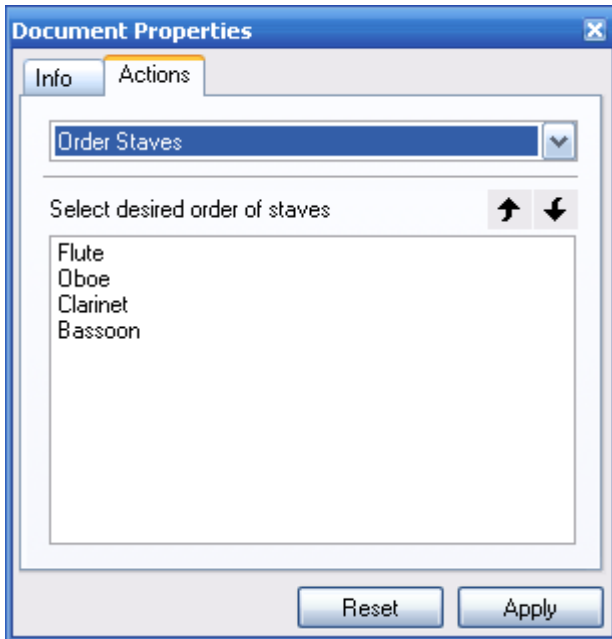 Document Properties
Info Actions
Order Staves
Select desired order of staves
Flute
Oboe
Clarinet
Bassoon
Reset Apply